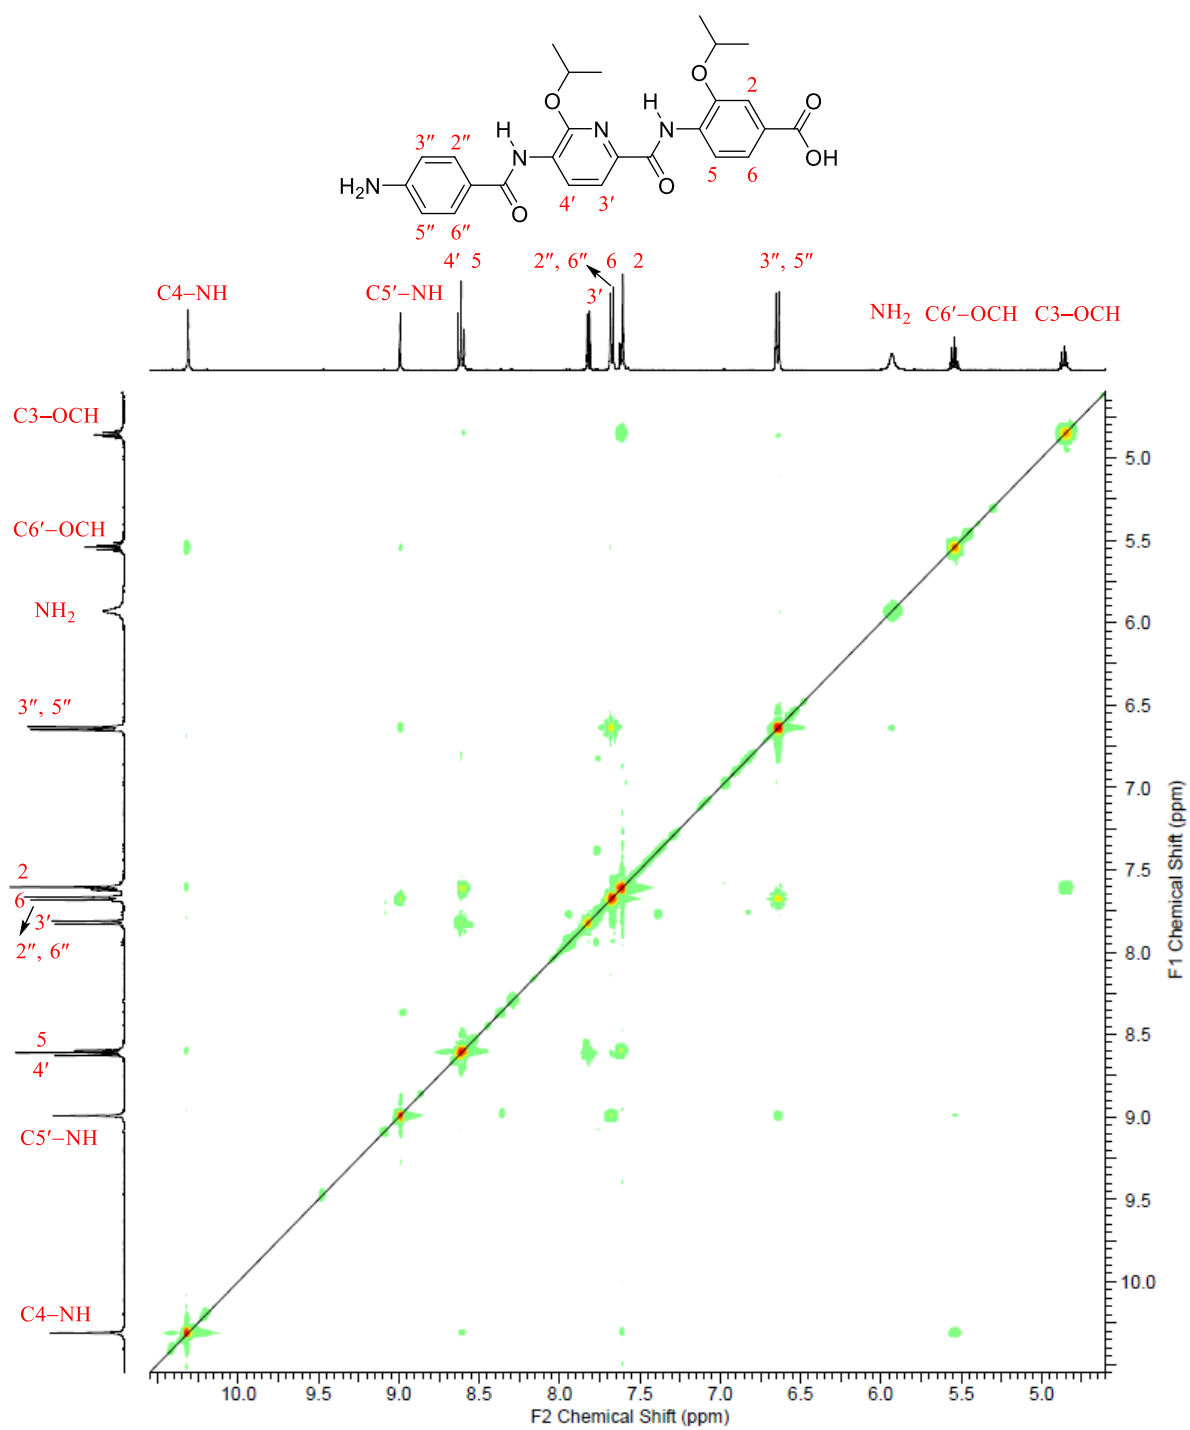 O
2
H
O
N
O
OH
H
N
O
N
3″ 2″
H₂N
5 6
O
4′ 3′
5″ 6″
O
4′ 5
2″, 6″ 6 2
3″, 5″
C4–NH
C5′–NH
3′
NH₂
C6′–OCH
C3–OCH
C3–OCH
5.0
C6′–OCH
5.5
NH₂
6.0
3″, 5″
6.5
7.0
7.5
2
6
3′
2″, 6″
8.0
5
8.5
4′
9.0
C5′–NH
9.5
10.0
C4–NH
F1 Chemical Shift (ppm)
10.0 9.5 9.0 8.5 8.0 7.5 7.0 6.5 6.0 5.5 5.0
F2 Chemical Shift (ppm)